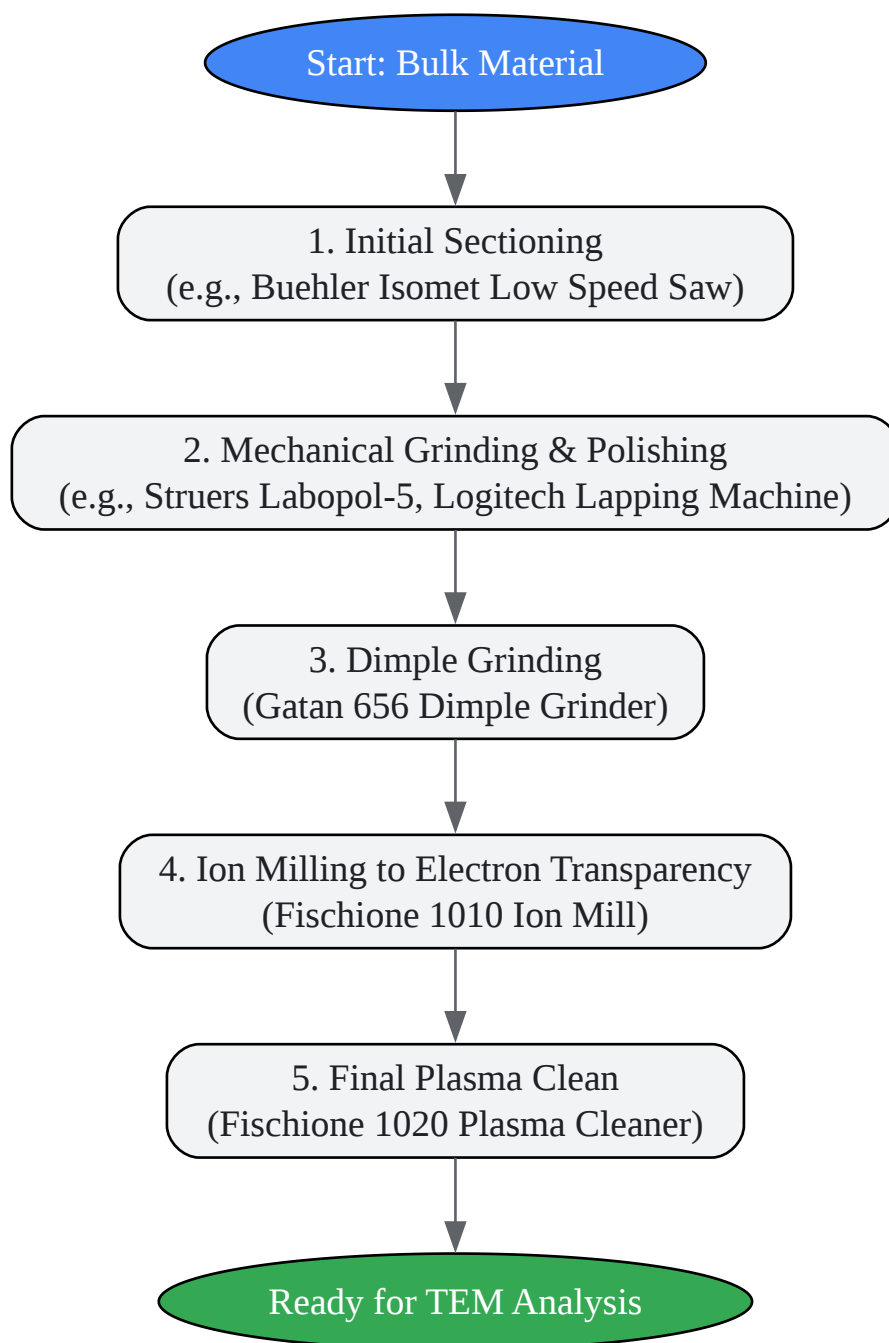 Start: Bulk Material
1. Initial Sectioning
(e.g., Buehler Isomet Low Speed Saw)
2. Mechanical Grinding & Polishing
(e.g., Struers Labopol-5, Logitech Lapping Machine)
3. Dimple Grinding
(Gatan 656 Dimple Grinder)
4. Ion Milling to Electron Transparency
(Fischione 1010 Ion Mill)
5. Final Plasma Clean
(Fischione 1020 Plasma Cleaner)
Ready for TEM Analysis